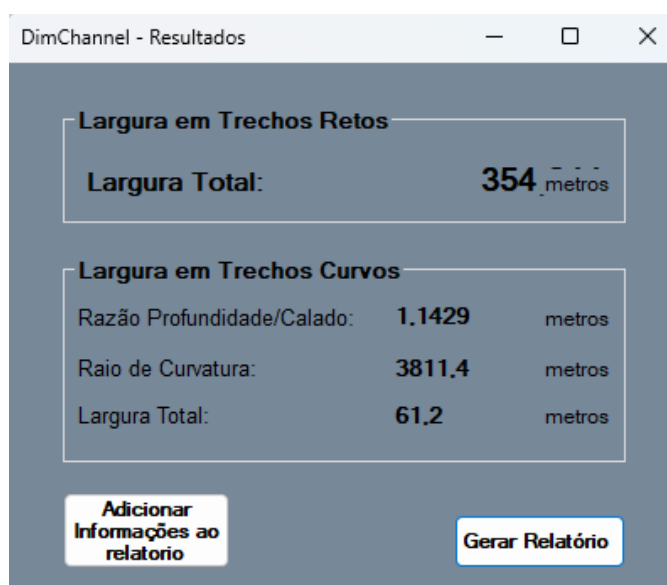 DimChannel - Resultados
Largura em Trechos Retos
Largura Total: 354 metros
Largura em Trechos Curvos
Razão Profundidade/Calado: 1.1429 metros
Raio de Curvatura: 3811.4 metros
Largura Total: 61.2 metros
Adicionar
Informações ao
relatorio
Gerar Relatório